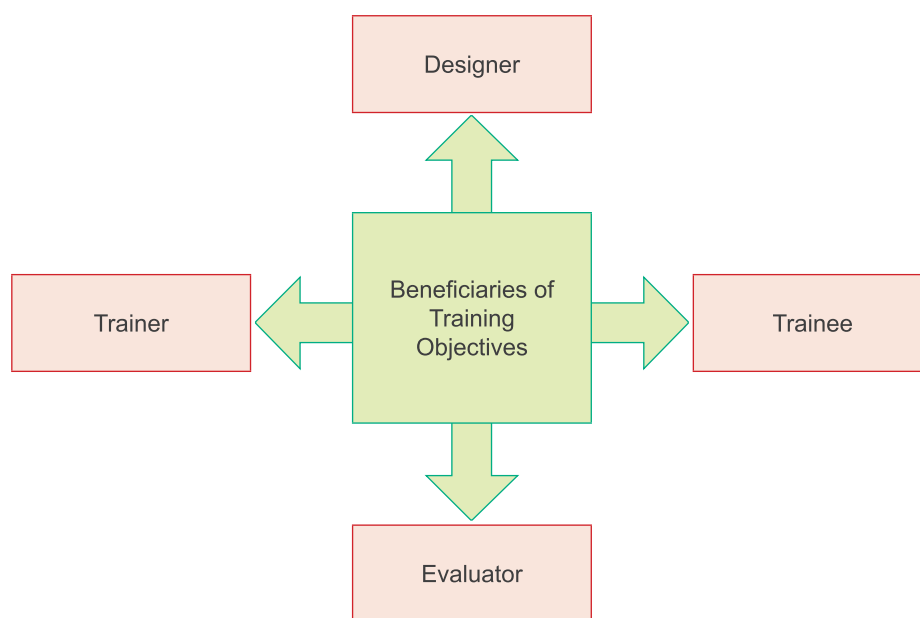 Designer
Trainer
Beneficiaries of
Training
Objectives
Trainee
Evaluator